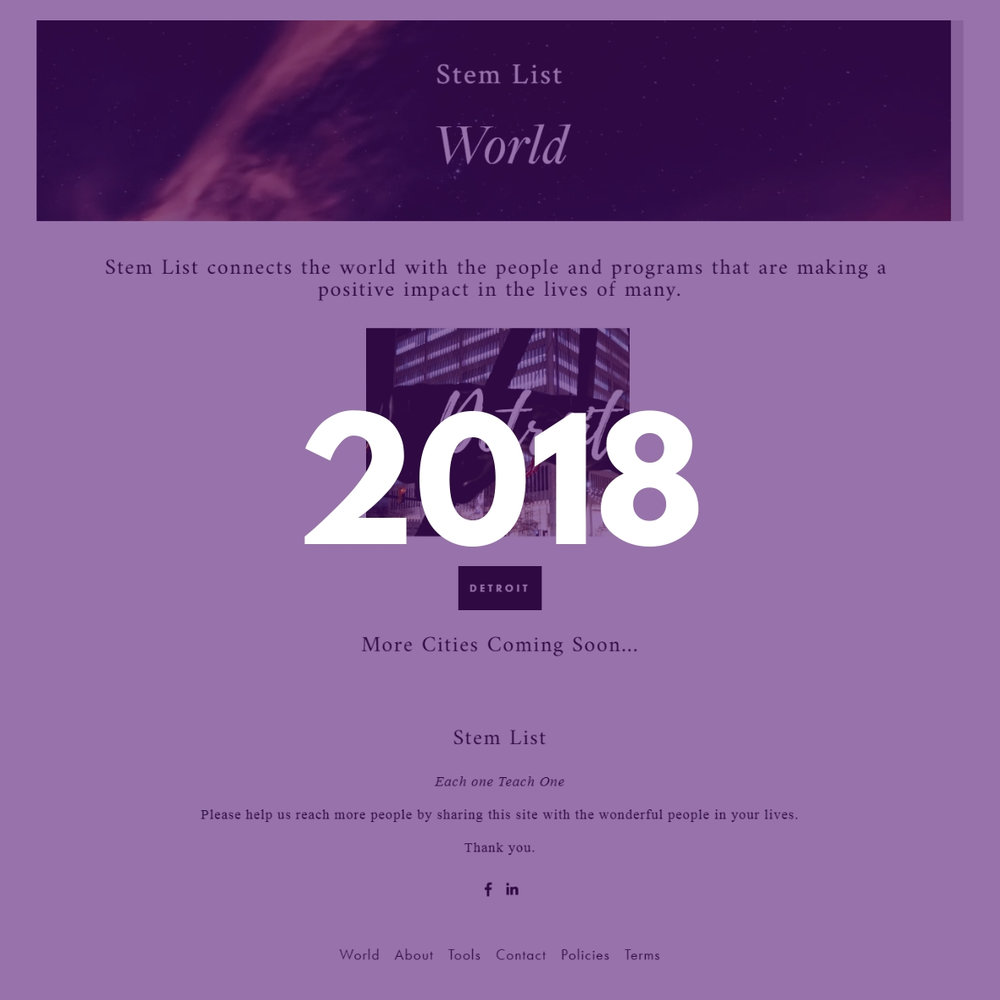 Stem List
World
Stem List connects the world with the people and programs that are making a
positive impact in the lives of many.
Detroit
2018
DETROIT
More Cities Coming Soon...
Stem List
Each one Teach One
Please help us reach more people by sharing this site with the wonderful people in your lives.
Thank you.
World About Tools Contact Policies Terms